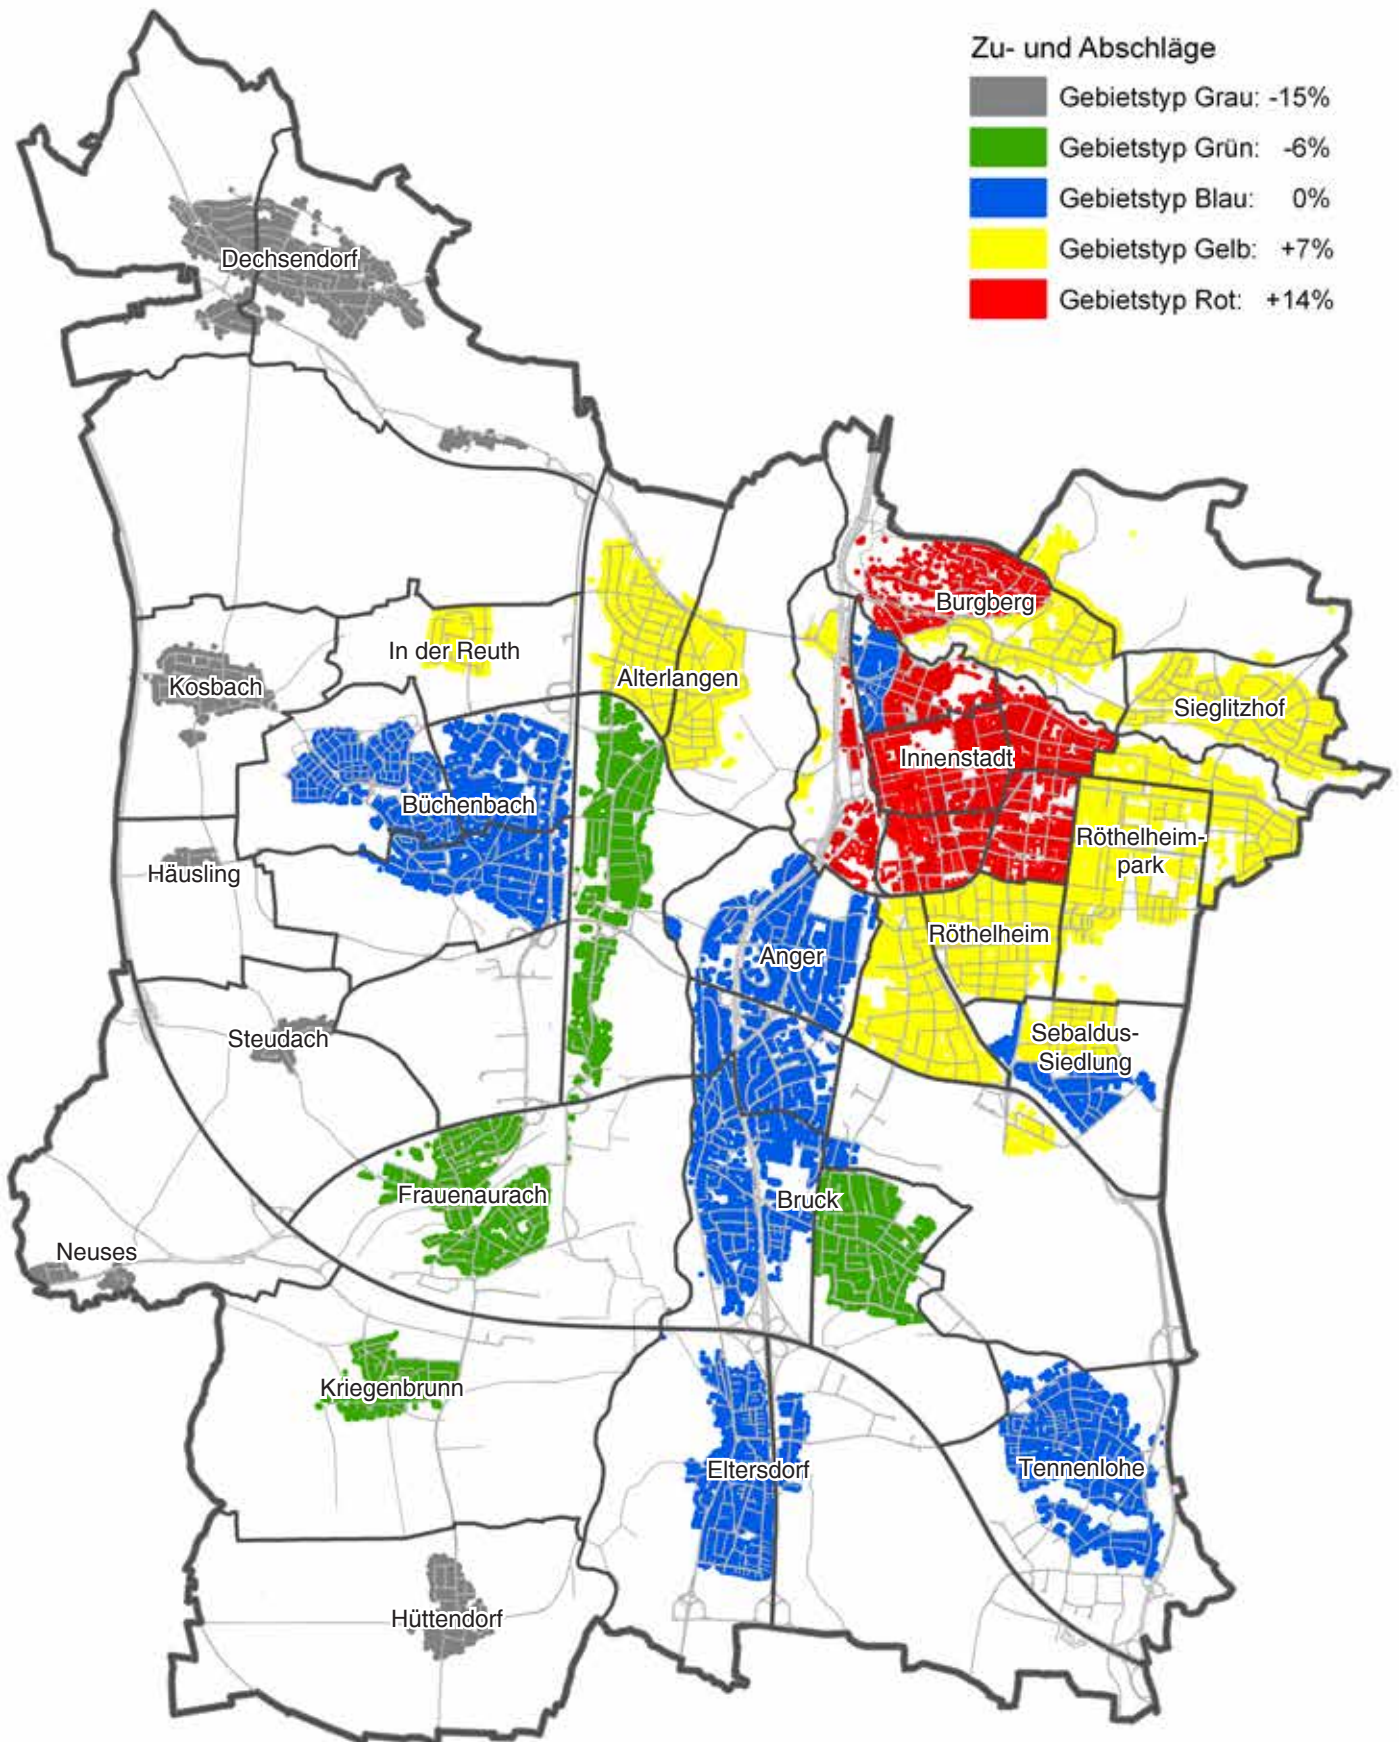 Zu- und Abschläge
Gebietstyp Grau: -15%
Gebietstyp Grün: -6%
Gebietstyp Blau: 0%
Gebietstyp Gelb: +7%
Gebietstyp Rot: +14%
Dechsendorf
Burgberg
In der Reuth
Alterlangen
Kosbach
Sieglitzhof
Innenstadt
Büchenbach
Röthelheim-
park
Häusling
Röthelheim
Anger
Steudach
Sebaldus-
Siedlung
Frauenaurach
Bruck
Neuses
Kriegenbrunn
Eltersdorf
Tennenlohe
Hüttendorf